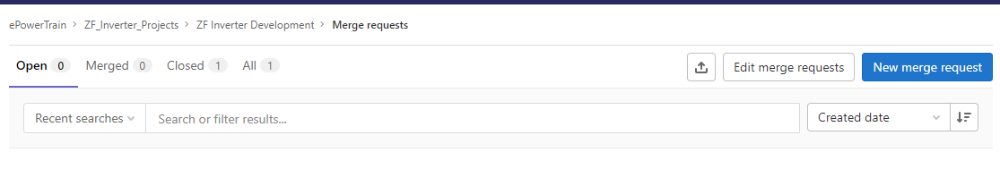 ePowerTrain > ZF_Inverter_Projects > ZF Inverter Development > Merge requests
Open 0 Merged 0 Closed 1 All 1 Edit merge requests New merge request
Recent searches Search or filter results... Created date